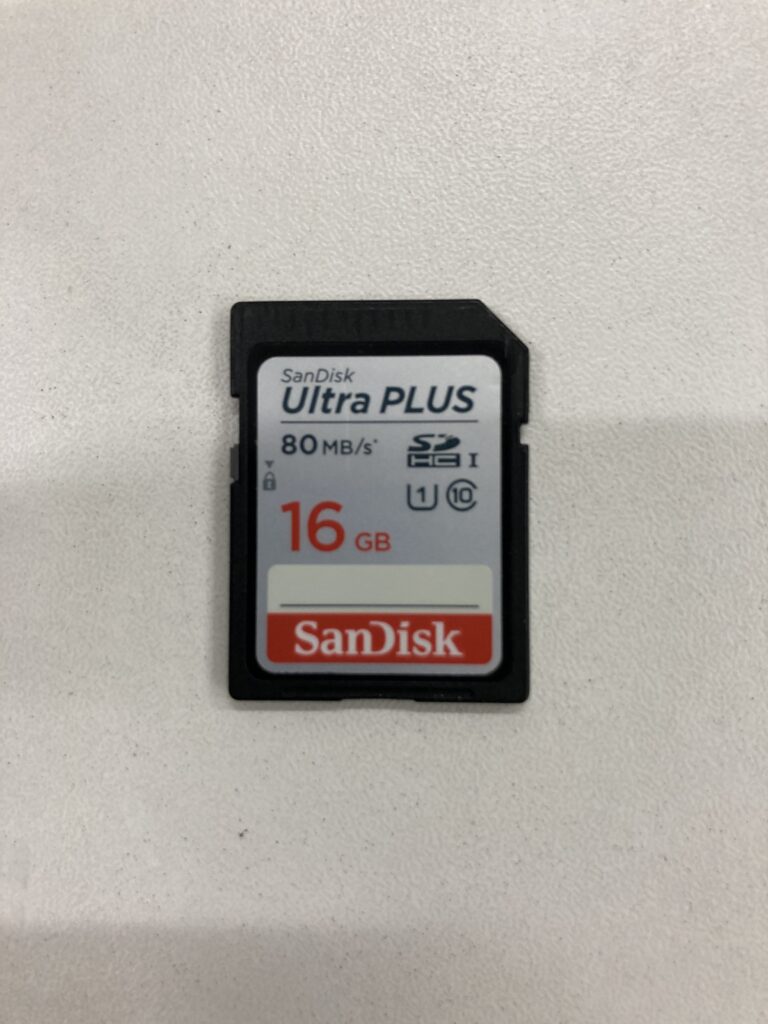 SanDisk
Ultra PLUS
80 MB/s*
SD HC I
1 10
16 GB
SanDisk